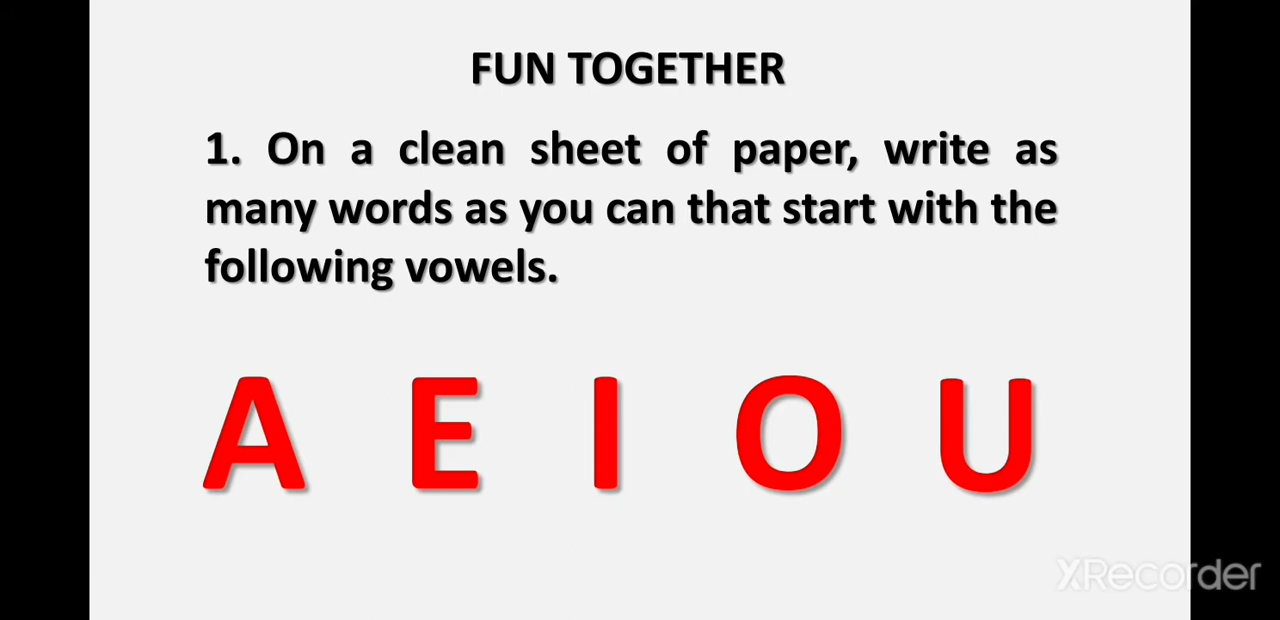 FUN TOGETHER
1. On a clean sheet of paper, write as
many words as you can that start with the
following vowels.
A E I O U
XRecorder